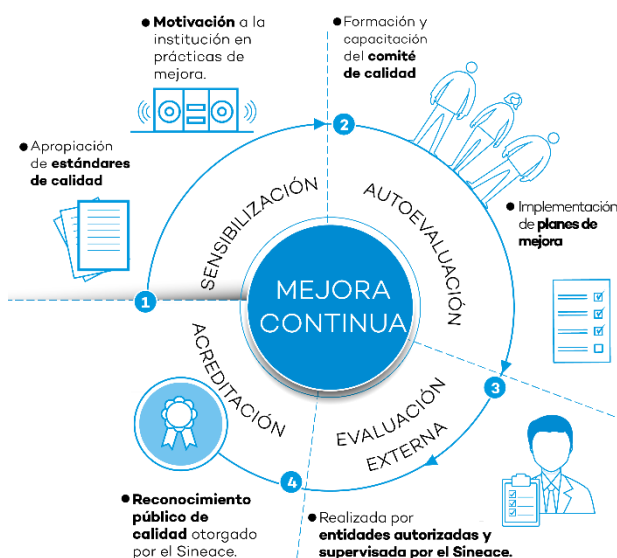 ● Motivación a la
institución en
prácticas de
mejora.
● Formación y
capacitación
del comité
de calidad
● Apropiación
de estándares
de calidad
● Implementación
de planes de
mejora
1
SENSIBILIZACIÓN
2
AUTOEVALUACIÓN
3
EVALUACIÓN
EXTERNA
4
ACREDITACIÓN
MEJORA
CONTINUA
● Reconocimiento
público de
calidad otorgado
por el Sineace.
● Realizada por
entidades autorizadas y
supervisada por el Sineace.